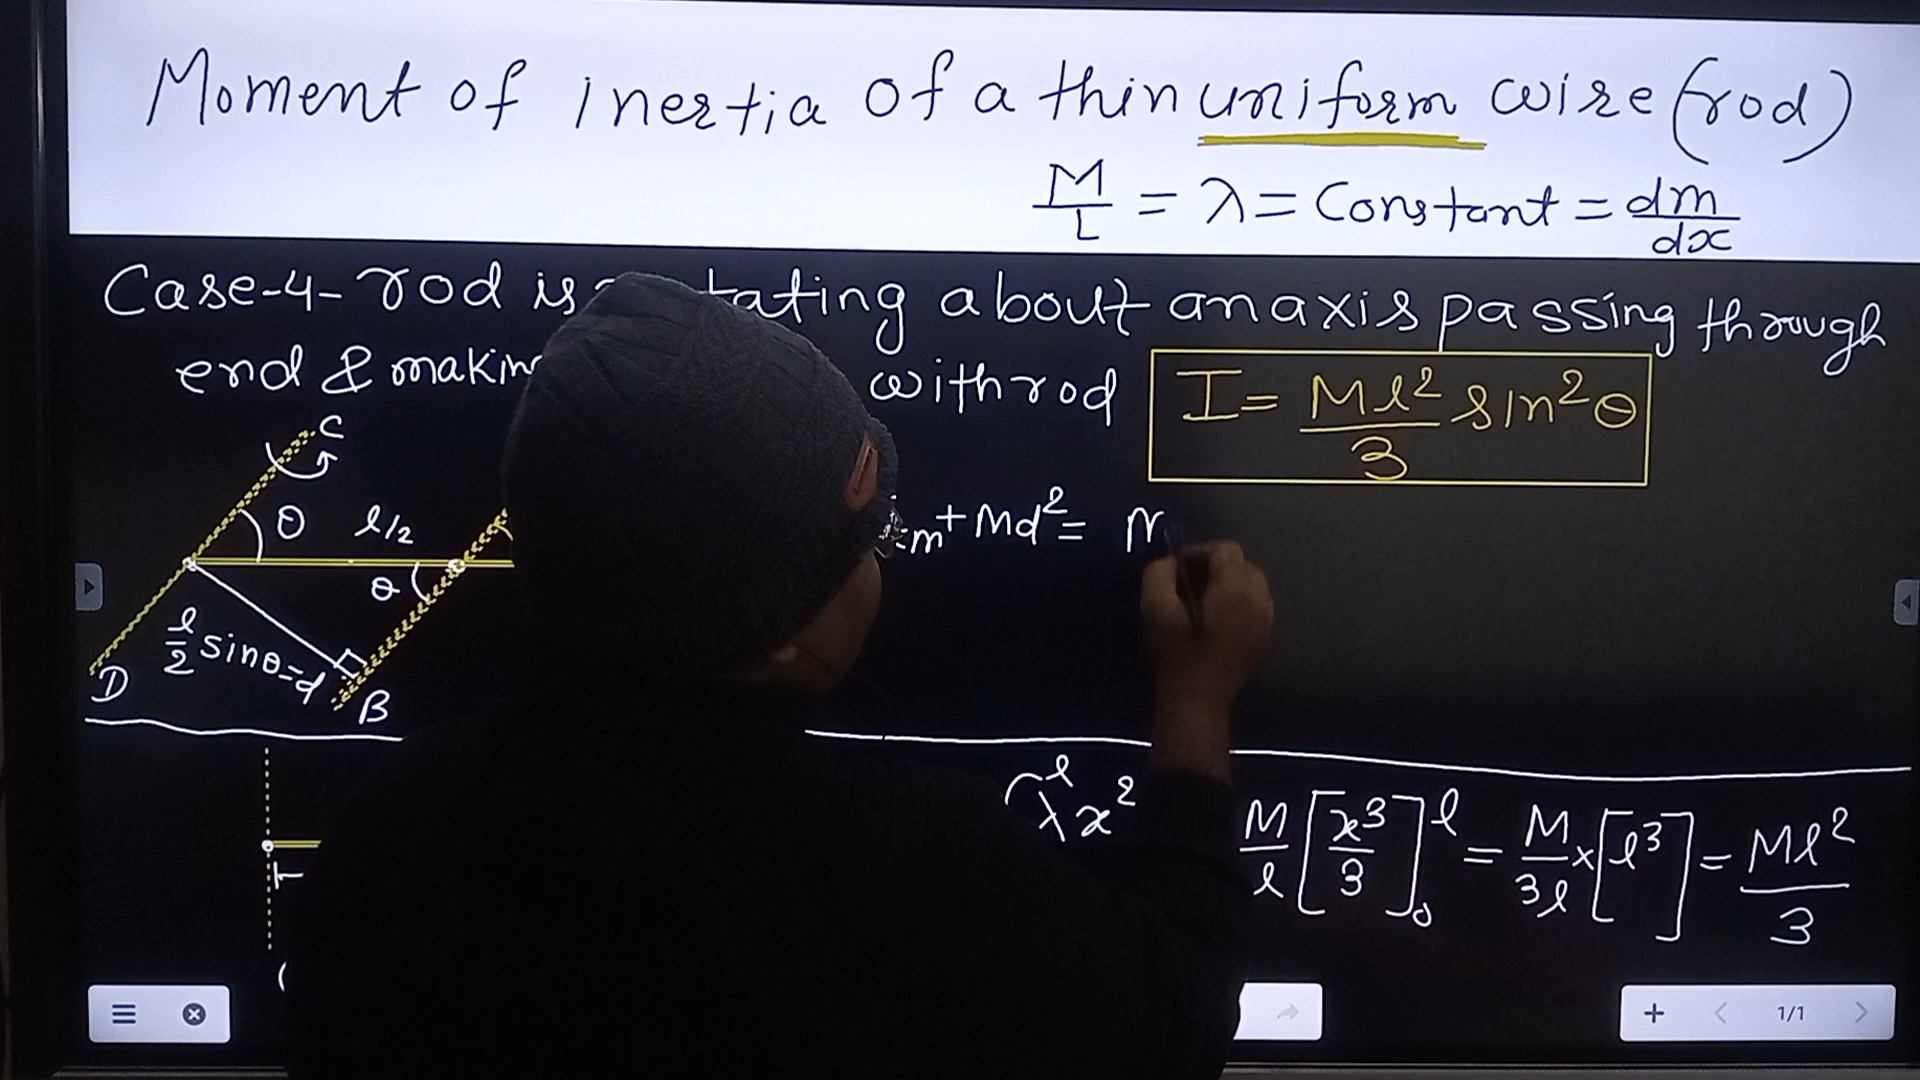 Moment of inertia of a thin uniform wire (rod)
M/L = λ = Constant = dm/dx
Case-4- rod is tating about an axis passing through
end & makin with rod
I = Ml²/3 sin²θ
C
θ l/2
θ
m + Md² = M
l/2 sinθ = d
D
B
∫ˡ λx² M/l [x³/3]ˡ₀ = M/3l × [l³] = Ml²/3
1/1